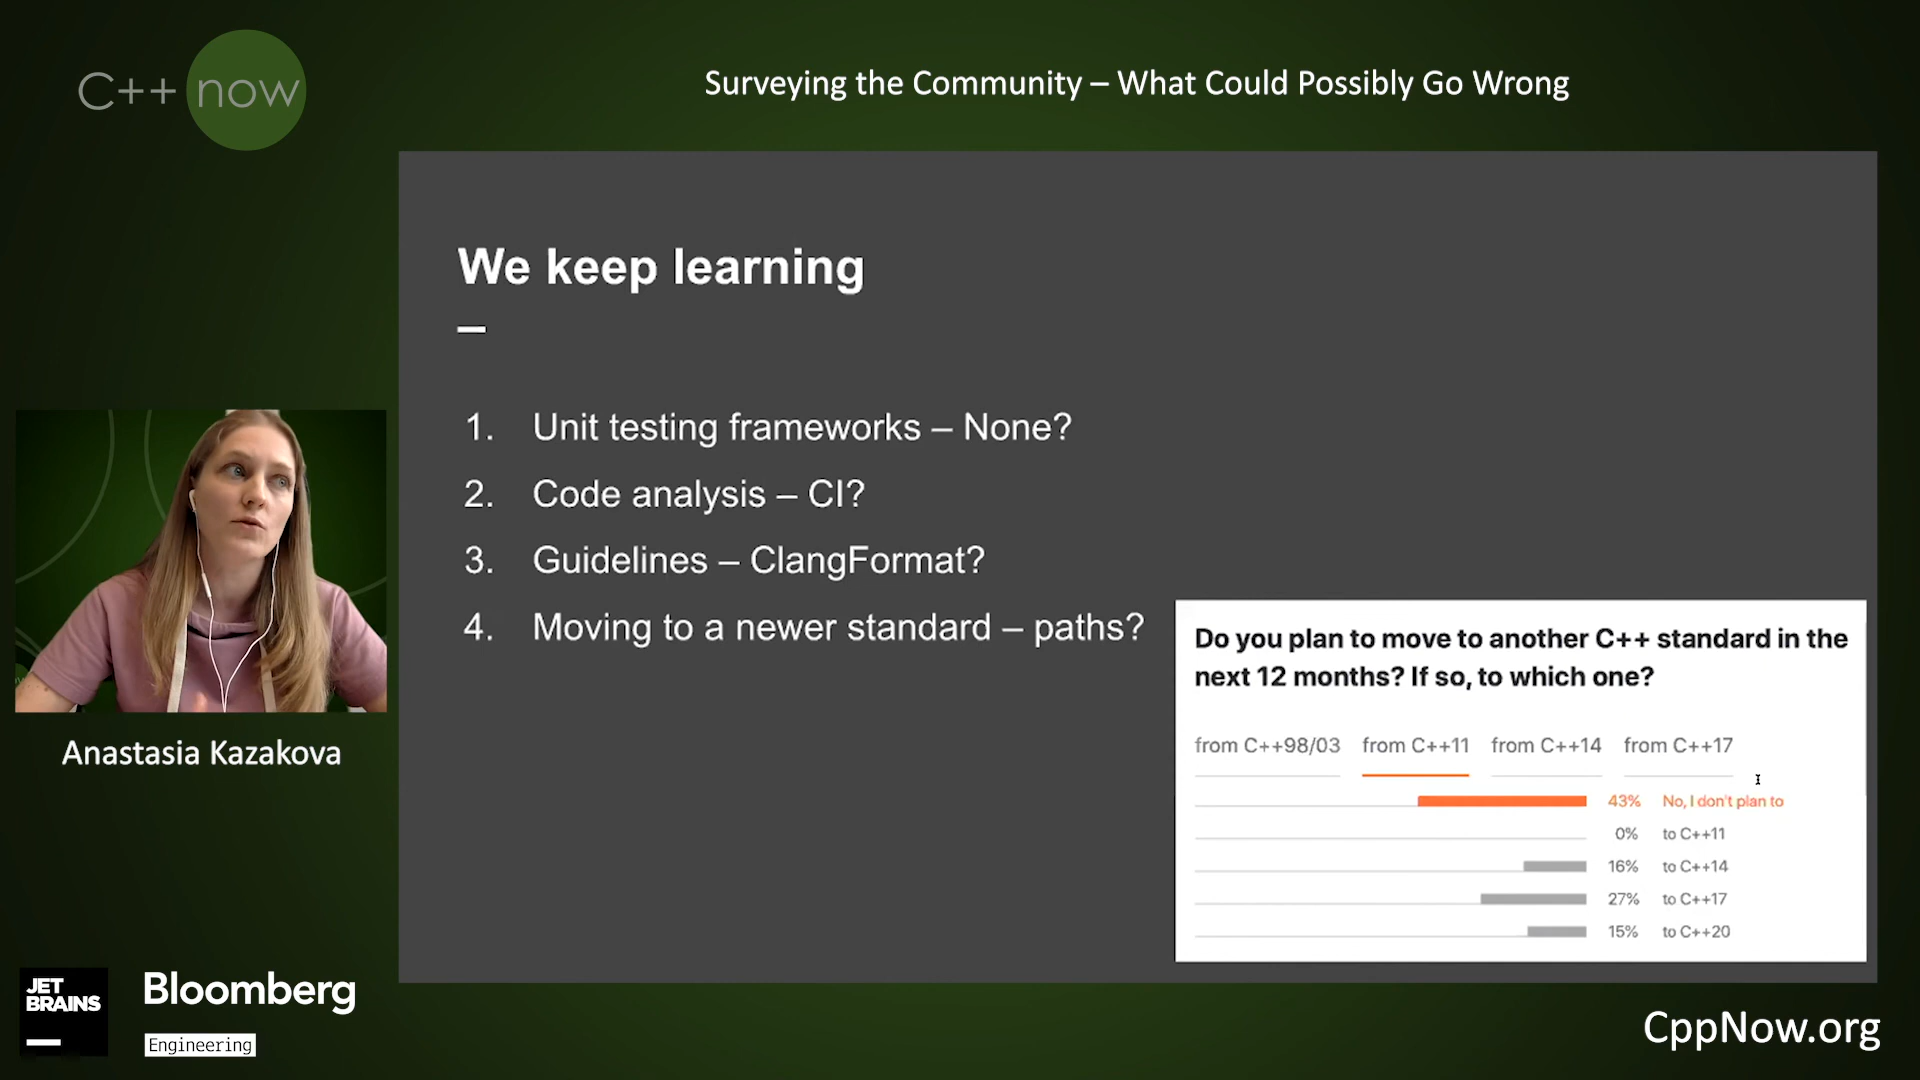 C++ now
Surveying the Community – What Could Possibly Go Wrong
We keep learning
1. Unit testing frameworks – None?
2. Code analysis – CI?
3. Guidelines – ClangFormat?
4. Moving to a newer standard – paths?
Do you plan to move to another C++ standard in the
next 12 months? If so, to which one?
from C++98/03 from C++11 from C++14 from C++17
43% No, I don't plan to
0% to C++11
16% to C++14
27% to C++17
15% to C++20
Anastasia Kazakova
JET
BRAINS
Bloomberg
Engineering
CppNow.org